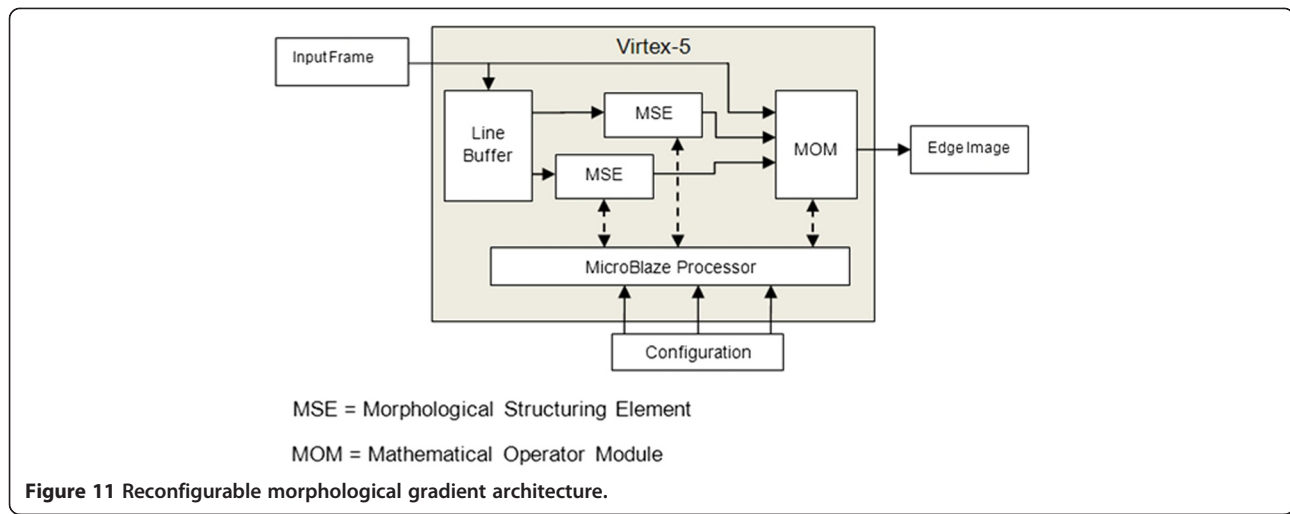 Virtex-5
Input Frame
Line
Buffer
MSE
MSE
MOM
Edge Image
MicroBlaze Processor
Configuration
MSE = Morphological Structuring Element
MOM = Mathematical Operator Module
Figure 11 Reconfigurable morphological gradient architecture.